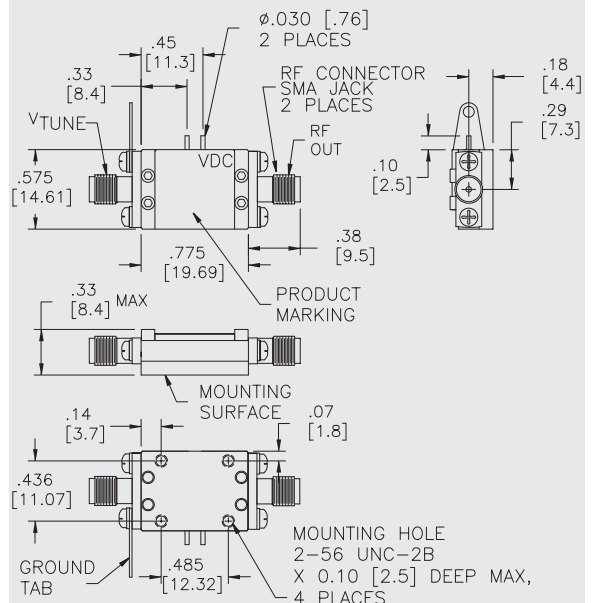 ø.030 [.76]
2 PLACES
.45
[11.3]
.33
[8.4]
RF CONNECTOR
SMA JACK
2 PLACES
.18
[4.4]
.29
[7.3]
VTUNE
VDC
RF
OUT
.10
[2.5]
.575
[14.61]
.775
[19.69]
.38
[9.5]
PRODUCT
MARKING
.33 MAX
[8.4]
MOUNTING
SURFACE
.14
[3.7]
.07
[1.8]
.436
[11.07]
GROUND
TAB
.485
[12.32]
MOUNTING HOLE
2-56 UNC-2B
X 0.10 [2.5] DEEP MAX,
4 PLACES